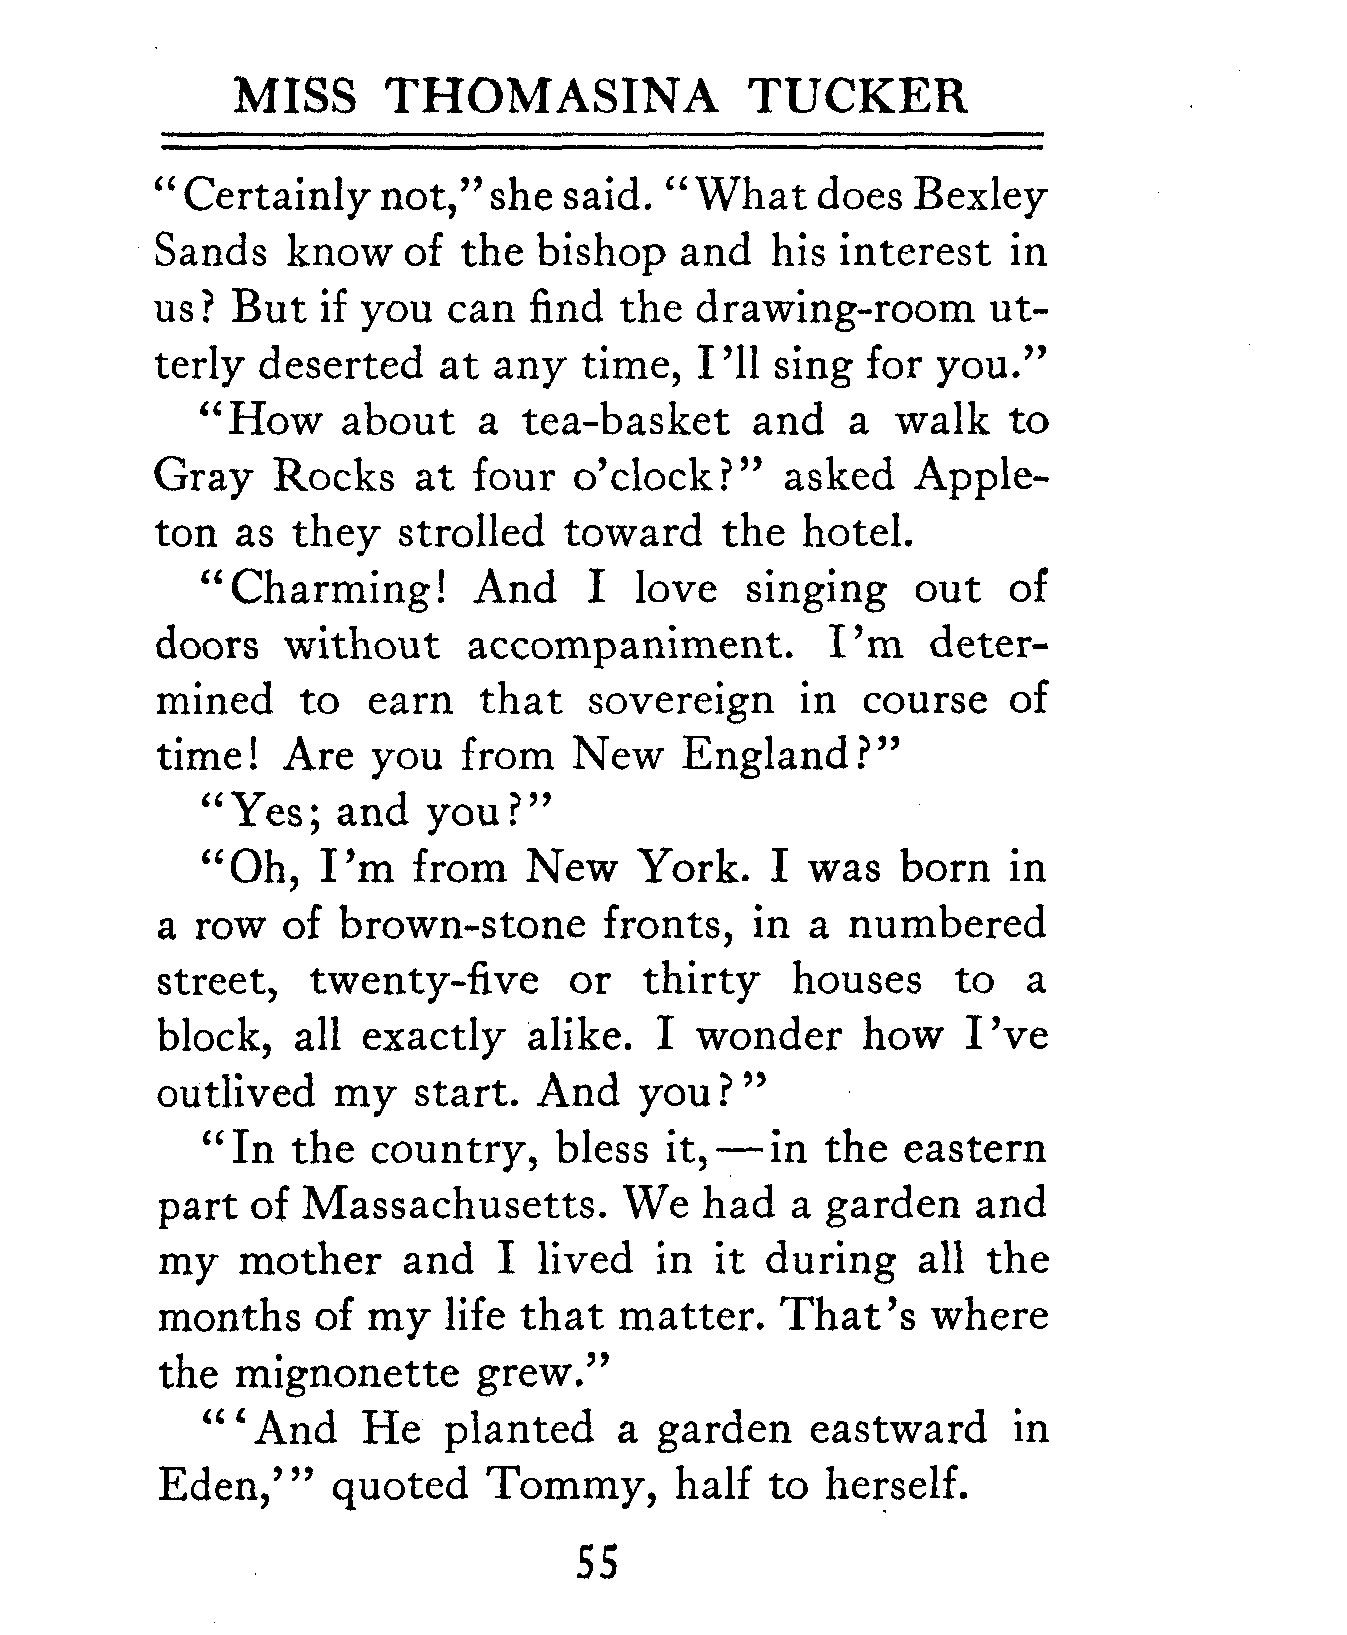 MISS THOMASINA TUCKER
"Certainly not," she said. "What does Bexley
Sands know of the bishop and his interest in
us? But if you can find the drawing-room ut-
terly deserted at any time, I'll sing for you."
"How about a tea-basket and a walk to
Gray Rocks at four o'clock?" asked Apple-
ton as they strolled toward the hotel.
"Charming! And I love singing out of
doors without accompaniment. I'm deter-
mined to earn that sovereign in course of
time! Are you from New England?"
"Yes; and you?"
"Oh, I'm from New York. I was born in
a row of brown-stone fronts, in a numbered
street, twenty-five or thirty houses to a
block, all exactly alike. I wonder how I've
outlived my start. And you?"
"In the country, bless it,—in the eastern
part of Massachusetts. We had a garden and
my mother and I lived in it during all the
months of my life that matter. That's where
the mignonette grew."
"'And He planted a garden eastward in
Eden,'" quoted Tommy, half to herself.
55